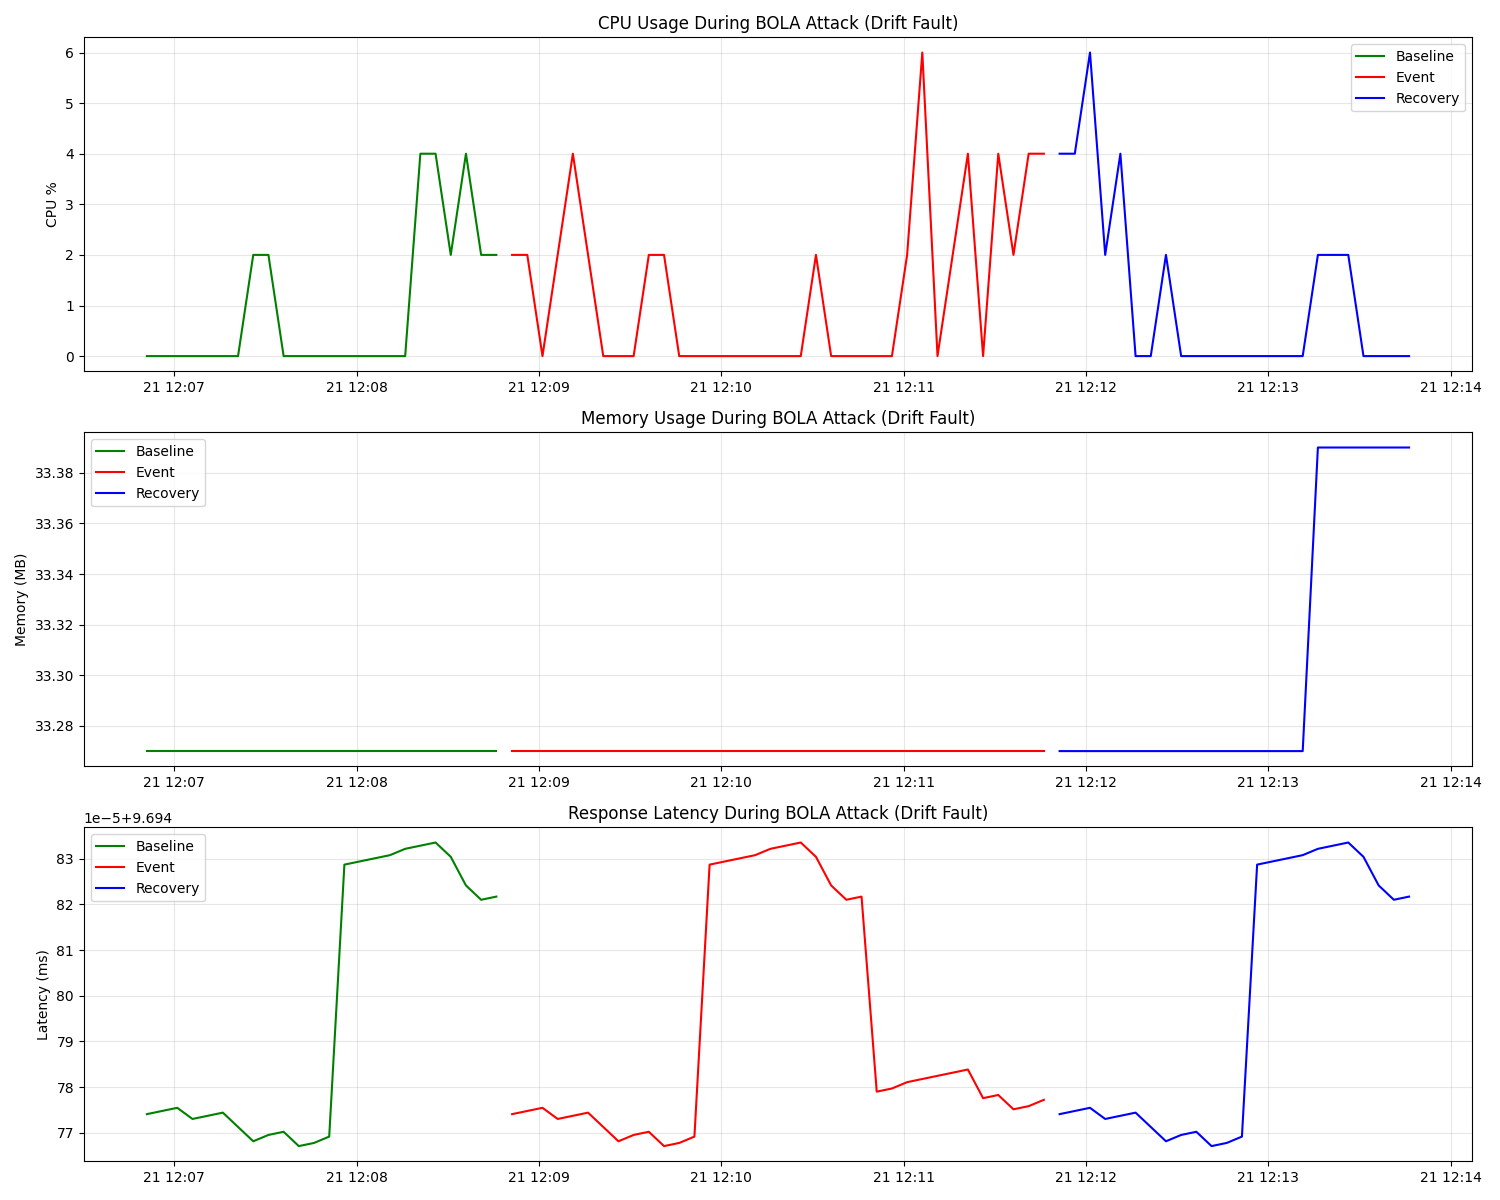 CPU Usage During BOLA Attack (Drift Fault)
CPU %
6
5
4
3
2
1
0
Baseline
Event
Recovery
21 12:07 21 12:08 21 12:09 21 12:10 21 12:11 21 12:12 21 12:13 21 12:14
Memory Usage During BOLA Attack (Drift Fault)
Memory (MB)
33.38
33.36
33.34
33.32
33.30
33.28
Baseline
Event
Recovery
21 12:07 21 12:08 21 12:09 21 12:10 21 12:11 21 12:12 21 12:13 21 12:14
Response Latency During BOLA Attack (Drift Fault)
1e−5+9.694
Latency (ms)
83
82
81
80
79
78
77
Baseline
Event
Recovery
21 12:07 21 12:08 21 12:09 21 12:10 21 12:11 21 12:12 21 12:13 21 12:14